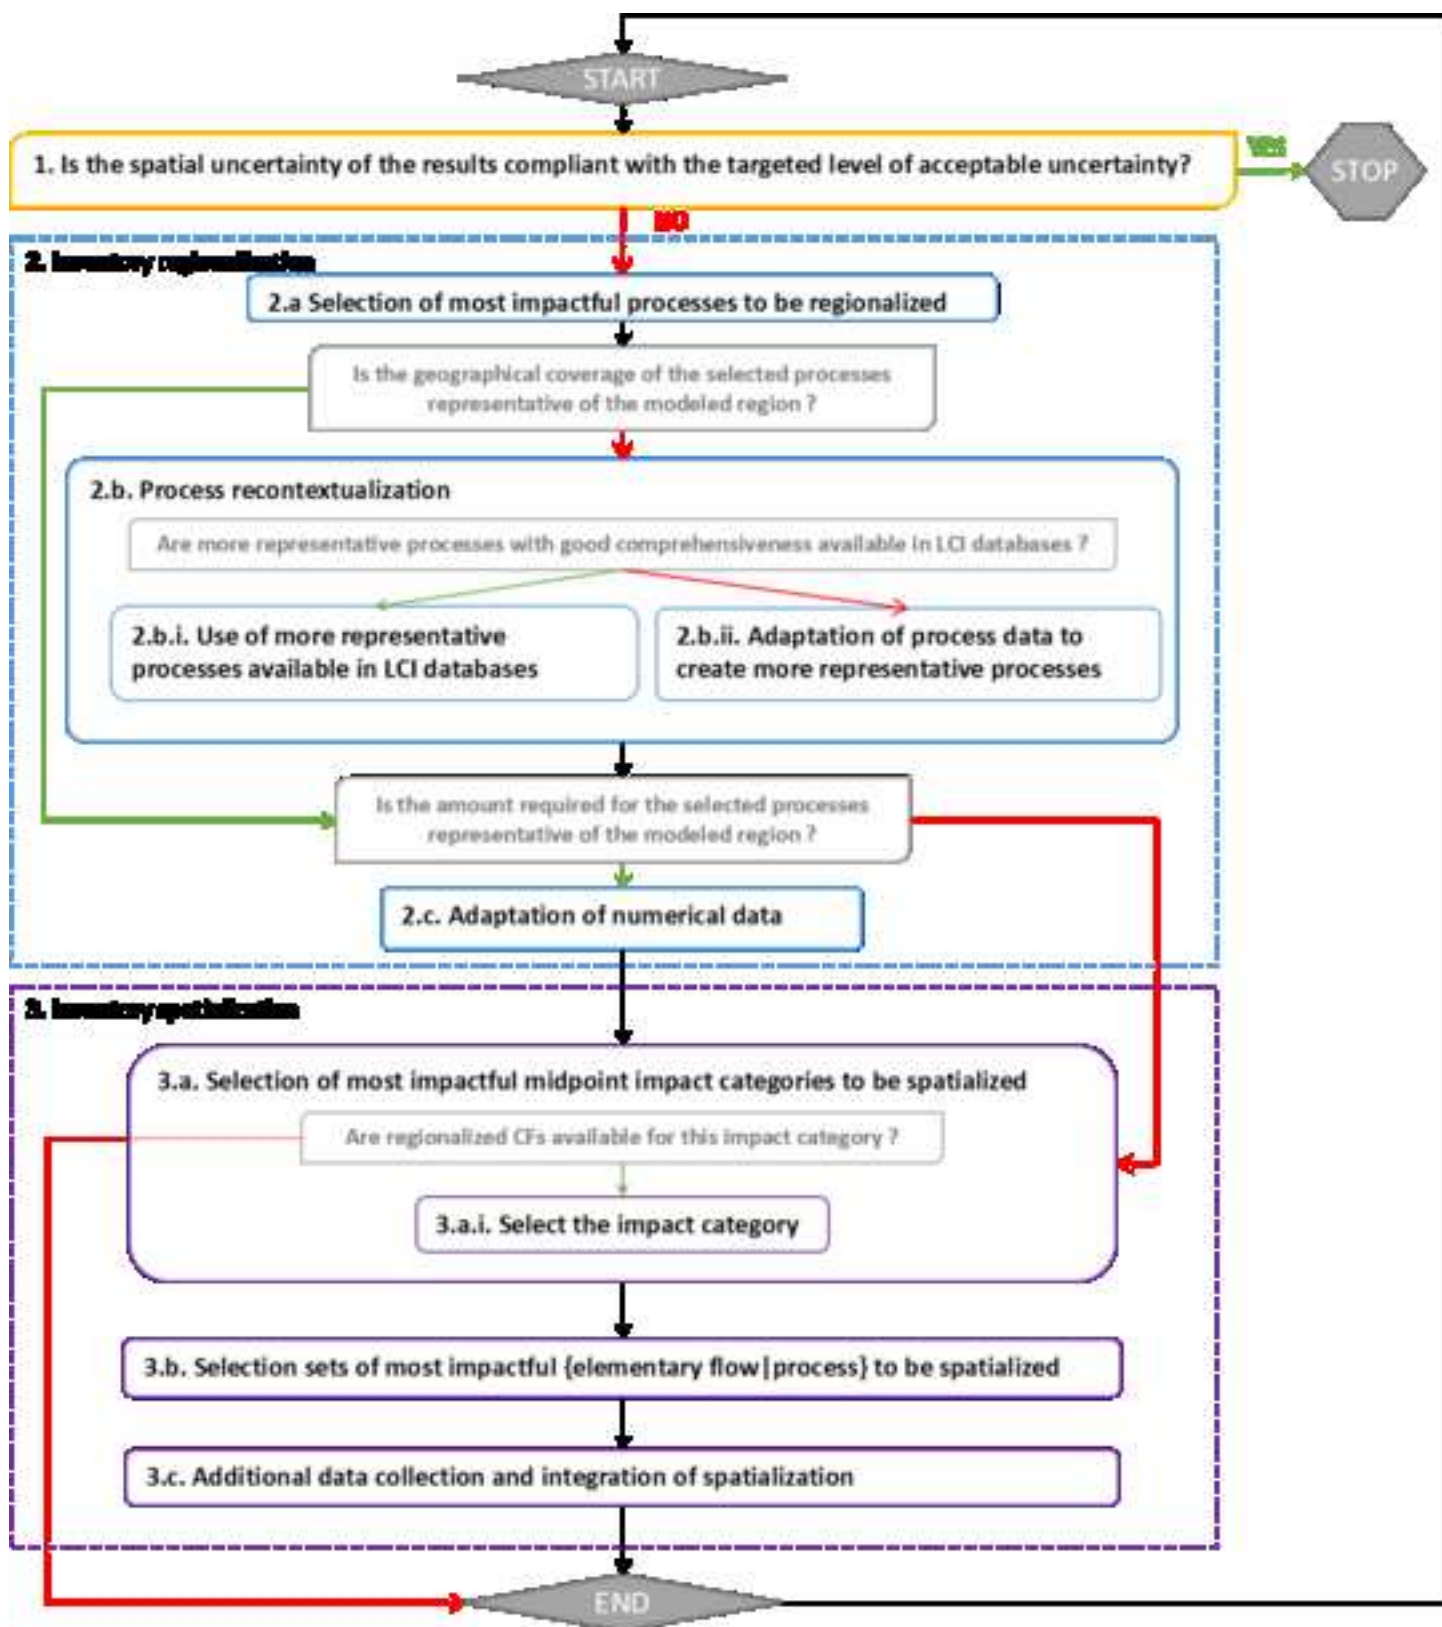 START
1. Is the spatial uncertainty of the results compliant with the targeted level of acceptable uncertainty?
YES
STOP
NO
2. Inventory regionalization
2.a Selection of most impactful processes to be regionalized
Is the geographical coverage of the selected processes
representative of the modeled region ?
2.b. Process recontextualization
Are more representative processes with good comprehensiveness available in LCI databases ?
2.b.i. Use of more representative
processes available in LCI databases
2.b.ii. Adaptation of process data to
create more representative processes
Is the amount required for the selected processes
representative of the modeled region ?
2.c. Adaptation of numerical data
3. Inventory spatialization
3.a. Selection of most impactful midpoint impact categories to be spatialized
Are regionalized CFs available for this impact category ?
3.a.i. Select the impact category
3.b. Selection sets of most impactful {elementary flow|process} to be spatialized
3.c. Additional data collection and integration of spatialization
END